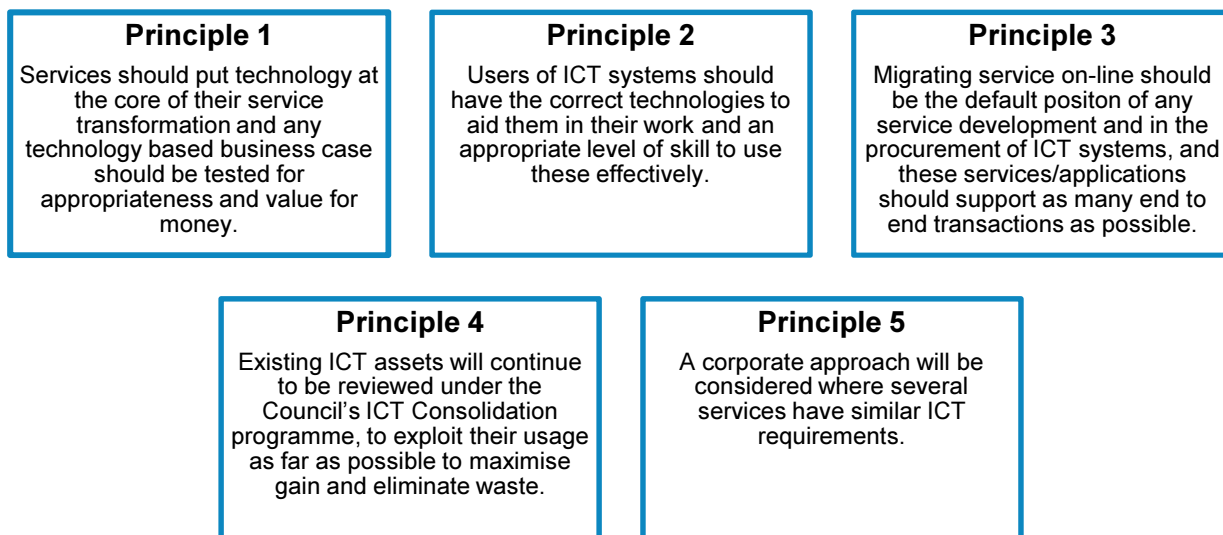 Principle 1
Services should put technology at
the core of their service
transformation and any
technology based business case
should be tested for
appropriateness and value for
money.
Principle 2
Users of ICT systems should
have the correct technologies to
aid them in their work and an
appropriate level of skill to use
these effectively.
Principle 3
Migrating service on-line should
be the default positon of any
service development and in the
procurement of ICT systems, and
these services/applications
should support as many end to
end transactions as possible.
Principle 4
Existing ICT assets will continue
to be reviewed under the
Council’s ICT Consolidation
programme, to exploit their usage
as far as possible to maximise
gain and eliminate waste.
Principle 5
A corporate approach will be
considered where several
services have similar ICT
requirements.